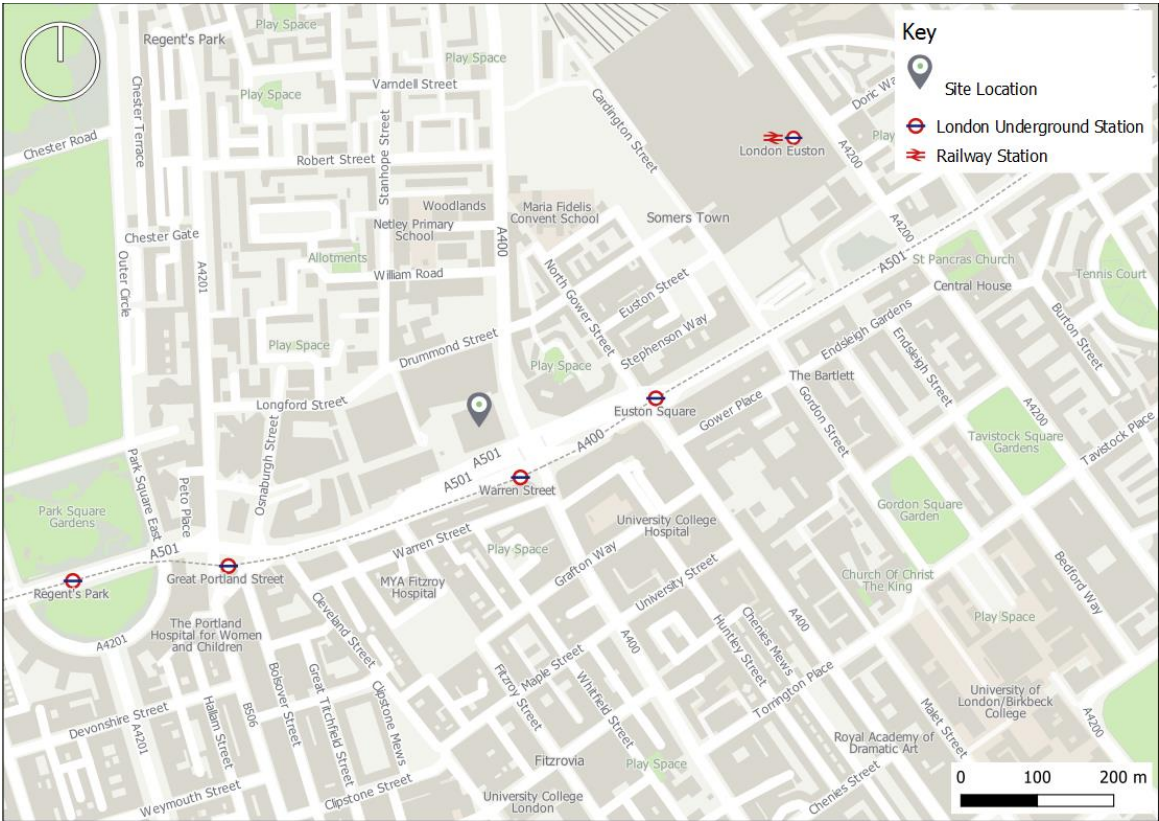 Play Space
Regent's Park
Key
Site Location
London Underground Station
Railway Station
Play Space
Varndell Street
Play Space
Chester Terrace
Stanhope Street
Cardington Street
Doric Wa
Play
Chester Road
Robert Street
London Euston
A4200
Woodlands
Netley Primary
School
Maria Fidelis
Convent School
Somers Town
A400
Chester Gate
Outer Circle
A4201
Allotments
William Road
A4200
A501
St Pancras Church
Central House
Tennis Court
North Gower Street
Euston Street
Stephenson Way
Endsleigh Gardens
Endsleigh Street
Burton Street
Play Space
Drummond Street
Play Space
The Bartlett
Longford Street
Euston Square
Gower Place
Gordon Street
A4200
Tavistock Square
Gardens
Tavistock Place
Osnaburgh Street
Park Square East
Peto Place
A501
A501
A400
Warren Street
Park Square
Gardens
Gordon Square
Garden
University College
Hospital
A501
Warren Street
Play Space
Grafton Way
Great Portland Street
Regent's Park
MYA Fitzroy
Hospital
University Street
Church Of Christ
The King
Bedford Way
Play Space
Cleveland Street
The Portland
Hospital for Women
and Children
A4201
A400
Huntley Street
Chenies Mews
A400
Maple Street
Fitzroy Street
Whitfield Street
Torrington Place
Bolsover Street
Great Titchfield Street
Clipstone Mews
Hallam Street
B506
Devonshire Street
A4201
University of
London/Birkbeck
College
Malet Street
A4200
Royal Academy of
Dramatic Art
Fitzrovia
Play Space
Weymouth Street
Clipstone Street
University College
London
Chenies Street
0 100 200 m